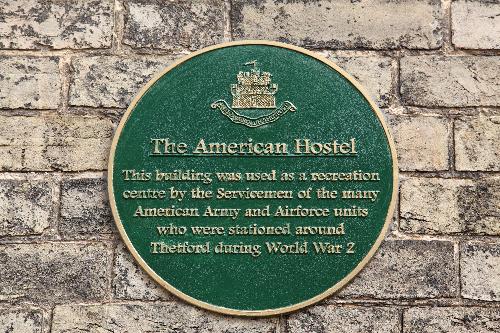 The American Hostel
This building was used as a recreation
centre by the Servicemen of the many
American Army and Airforce units
who were stationed around
Thetford during World War 2